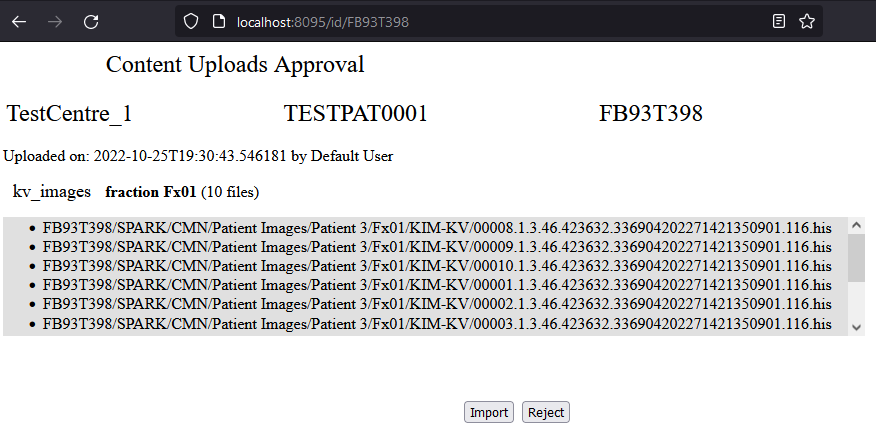 localhost:8095/id/FB93T398
Content Uploads Approval
TestCentre_1 TESTPAT0001 FB93T398
Uploaded on: 2022-10-25T19:30:43.546181 by Default User
kv_images fraction Fx01 (10 files)
• FB93T398/SPARK/CMN/Patient Images/Patient 3/Fx01/KIM-KV/00008.1.3.46.423632.336904202271421350901.116.his
• FB93T398/SPARK/CMN/Patient Images/Patient 3/Fx01/KIM-KV/00009.1.3.46.423632.336904202271421350901.116.his
• FB93T398/SPARK/CMN/Patient Images/Patient 3/Fx01/KIM-KV/00010.1.3.46.423632.336904202271421350901.116.his
• FB93T398/SPARK/CMN/Patient Images/Patient 3/Fx01/KIM-KV/00001.1.3.46.423632.336904202271421350901.116.his
• FB93T398/SPARK/CMN/Patient Images/Patient 3/Fx01/KIM-KV/00002.1.3.46.423632.336904202271421350901.116.his
• FB93T398/SPARK/CMN/Patient Images/Patient 3/Fx01/KIM-KV/00003.1.3.46.423632.336904202271421350901.116.his
Import Reject